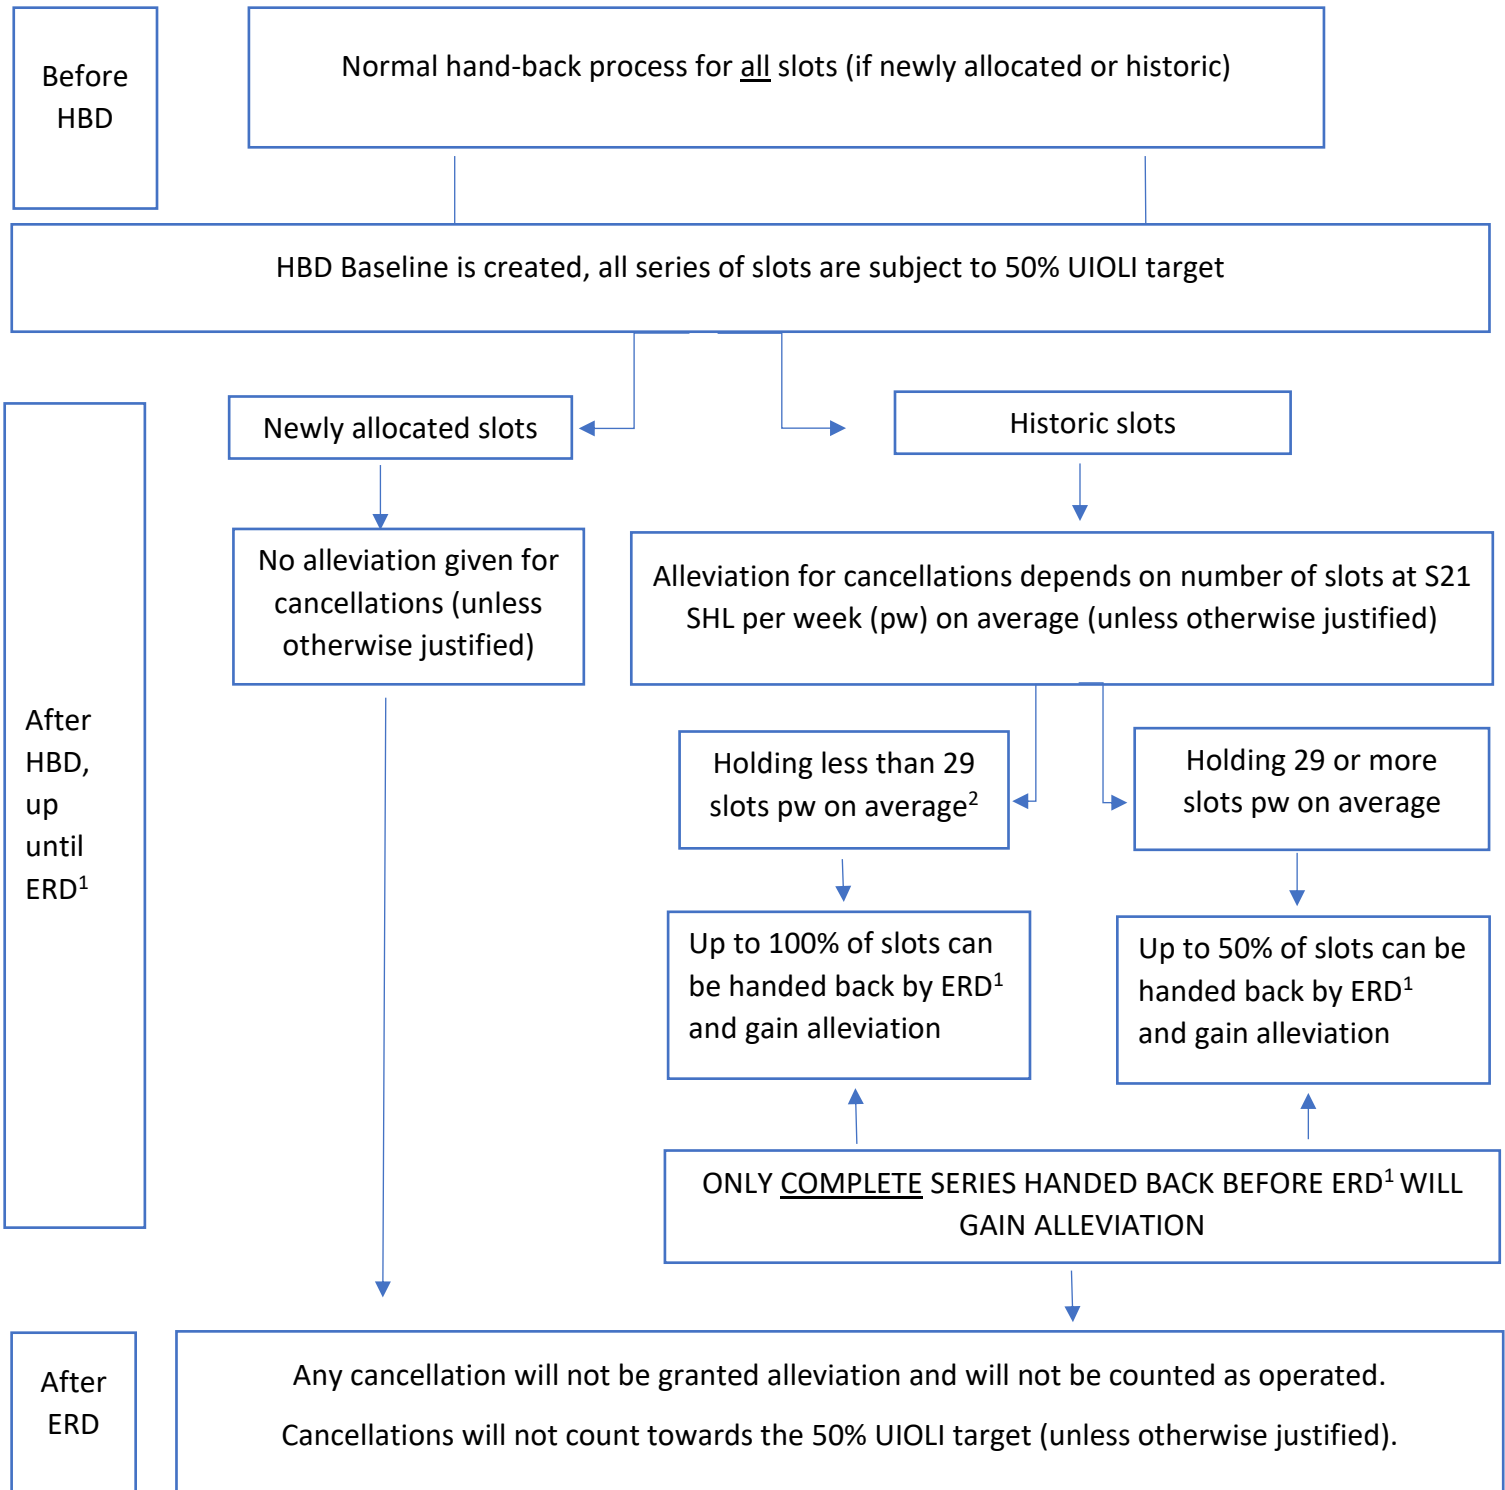 Before
HBD
Normal hand-back process for all slots (if newly allocated or historic)
HBD Baseline is created, all series of slots are subject to 50% UIOLI target
After
HBD,
up
until
ERD¹
Newly allocated slots
Historic slots
No alleviation given for
cancellations (unless
otherwise justified)
Alleviation for cancellations depends on number of slots at S21
SHL per week (pw) on average (unless otherwise justified)
Holding less than 29
slots pw on average²
Holding 29 or more
slots pw on average
Up to 100% of slots can
be handed back by ERD¹
and gain alleviation
Up to 50% of slots can be
handed back by ERD¹
and gain alleviation
ONLY COMPLETE SERIES HANDED BACK BEFORE ERD¹ WILL
GAIN ALLEVIATION
After
ERD
Any cancellation will not be granted alleviation and will not be counted as operated.
Cancellations will not count towards the 50% UIOLI target (unless otherwise justified).